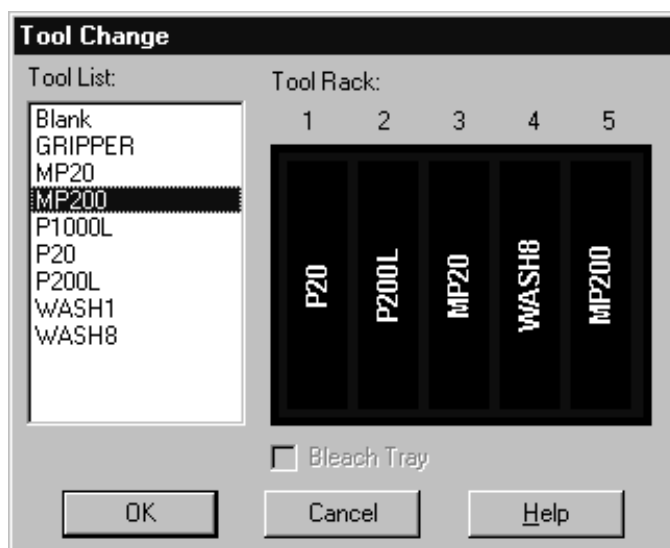 Tool Change
Tool List:
Blank
GRIPPER
MP20
MP200
P1000L
P20
P200L
WASH1
WASH8
Tool Rack:
1 2 3 4 5
P20
P200L
MP20
WASH8
MP200
Bleach Tray
OK Cancel Help